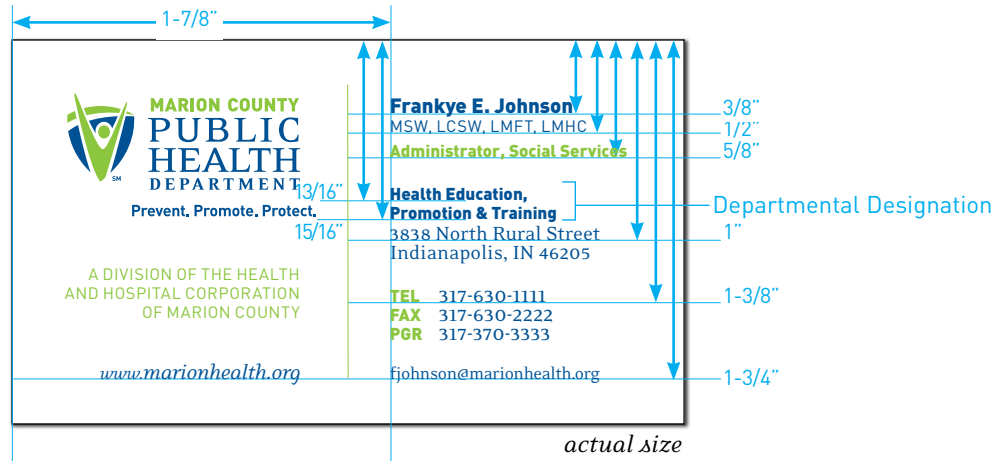 1-7/8”
MARION COUNTY
PUBLIC
HEALTH
DEPARTMENT
SM
Prevent. Promote. Protect.
A DIVISION OF THE HEALTH
AND HOSPITAL CORPORATION
OF MARION COUNTY
www.marionhealth.org
13/16”
15/16”
Frankye E. Johnson
MSW, LCSW, LMFT, LMHC
Administrator, Social Services
Health Education,
Promotion & Training
3838 North Rural Street
Indianapolis, IN 46205
TEL 317-630-1111
FAX 317-630-2222
PGR 317-370-3333
fjohnson@marionhealth.org
3/8”
1/2”
5/8”
Departmental Designation
1”
1-3/8”
1-3/4”
actual size